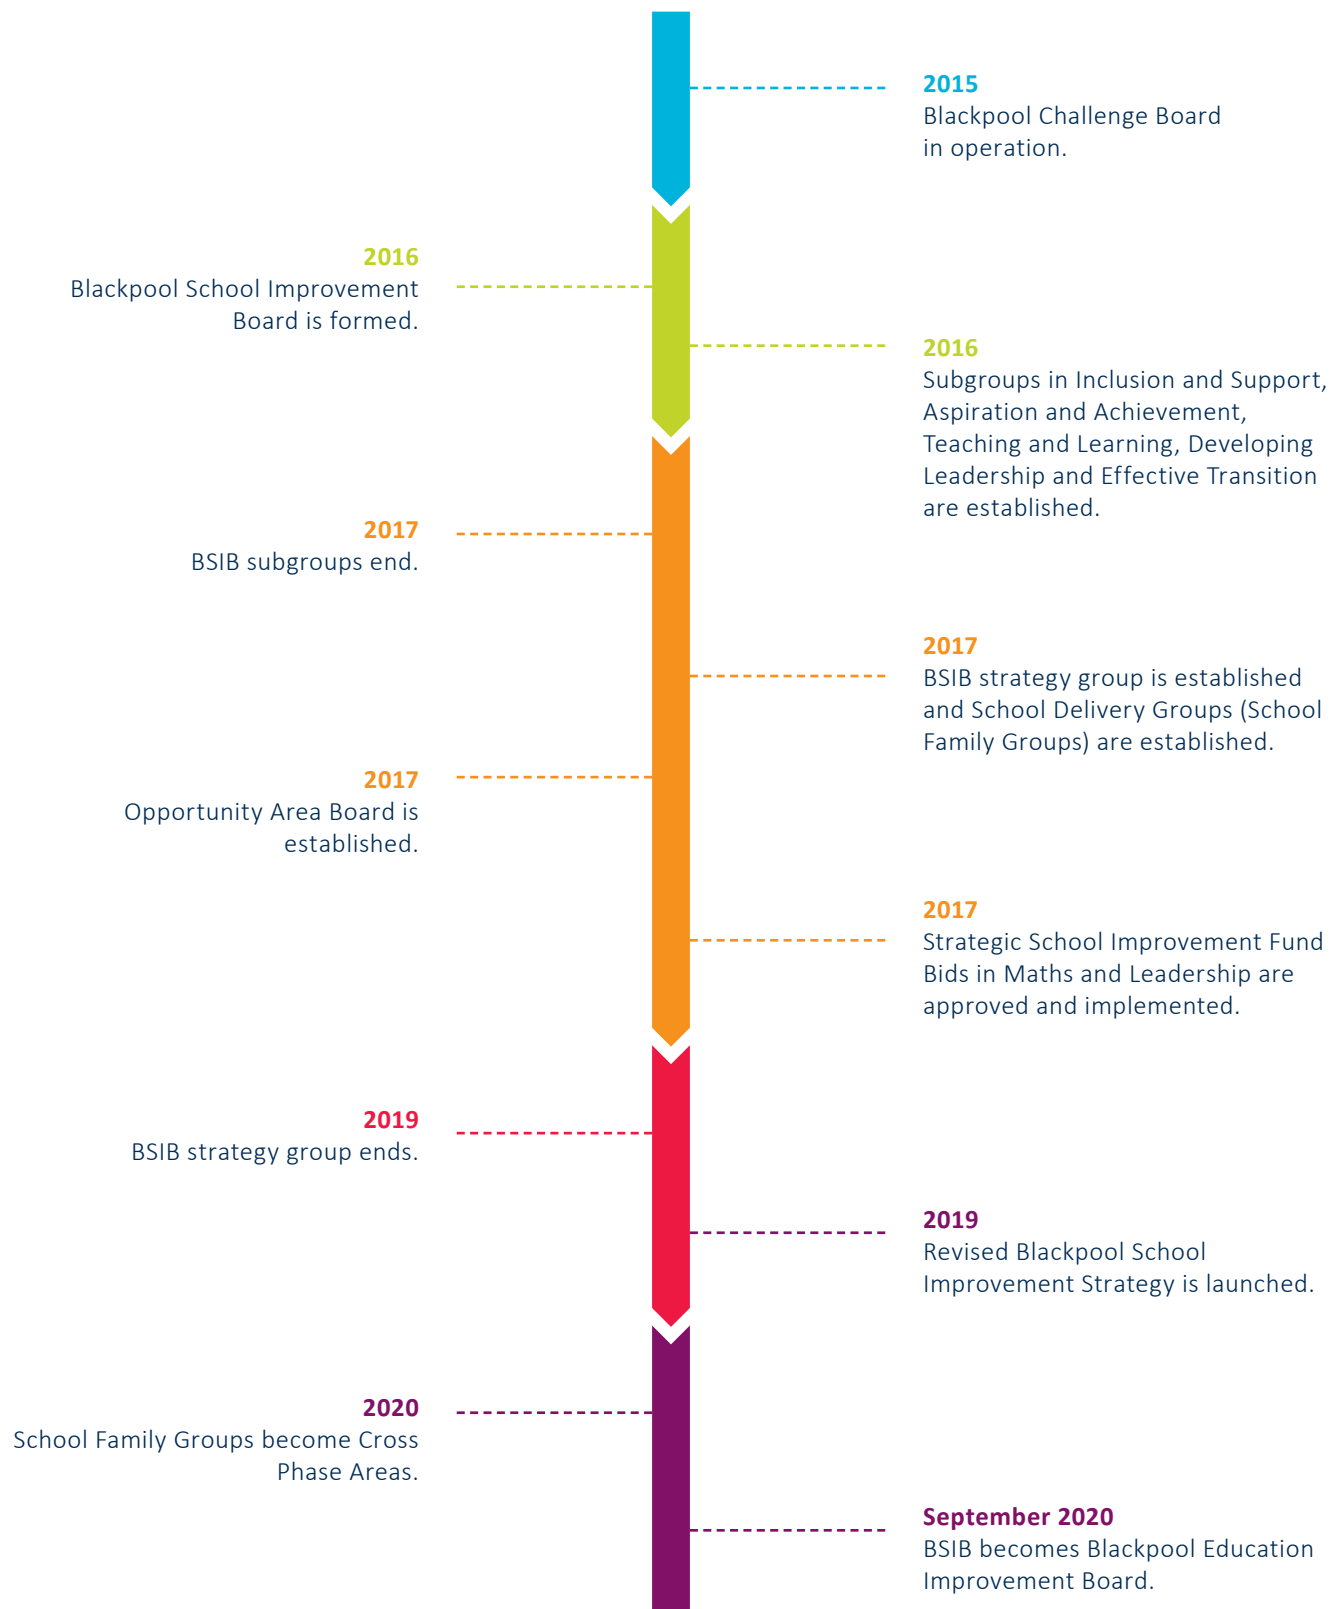 2015
Blackpool Challenge Board
in operation.
2016
Blackpool School Improvement
Board is formed.
2016
Subgroups in Inclusion and Support,
Aspiration and Achievement,
Teaching and Learning, Developing
Leadership and Effective Transition
are established.
2017
BSIB subgroups end.
2017
BSIB strategy group is established
and School Delivery Groups (School
Family Groups) are established.
2017
Opportunity Area Board is
established.
2017
Strategic School Improvement Fund
Bids in Maths and Leadership are
approved and implemented.
2019
BSIB strategy group ends.
2019
Revised Blackpool School
Improvement Strategy is launched.
2020
School Family Groups become Cross
Phase Areas.
September 2020
BSIB becomes Blackpool Education
Improvement Board.